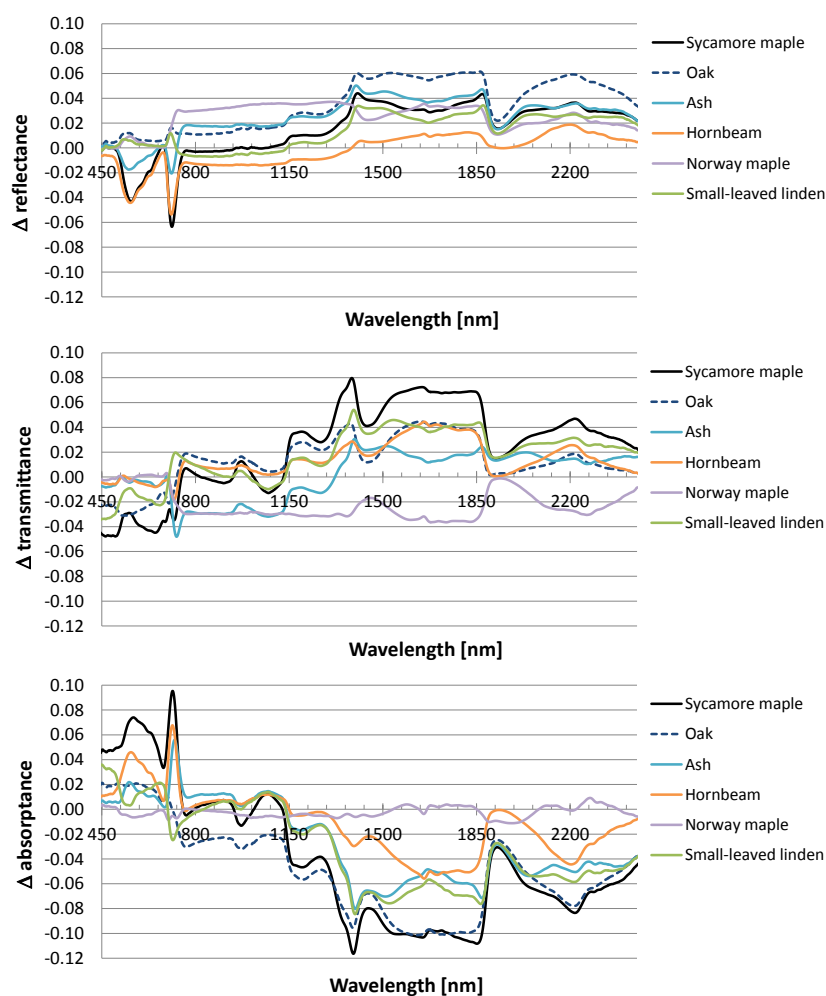 0.10
0.08
0.06
0.04
0.02
0.00
-0.02
-0.04
-0.06
-0.08
-0.10
-0.12
450 800 1150 1500 1850 2200
Δ reflectance
Wavelength [nm]
Sycamore maple
Oak
Ash
Hornbeam
Norway maple
Small-leaved linden
0.10
0.08
0.06
0.04
0.02
0.00
-0.02
-0.04
-0.06
-0.08
-0.10
-0.12
450 800 1150 1500 1850 2200
Δ transmittance
Wavelength [nm]
Sycamore maple
Oak
Ash
Hornbeam
Norway maple
Small-leaved linden
0.10
0.08
0.06
0.04
0.02
0.00
-0.02
-0.04
-0.06
-0.08
-0.10
-0.12
450 800 1150 1500 1850 2200
Δ absorptance
Wavelength [nm]
Sycamore maple
Oak
Ash
Hornbeam
Norway maple
Small-leaved linden